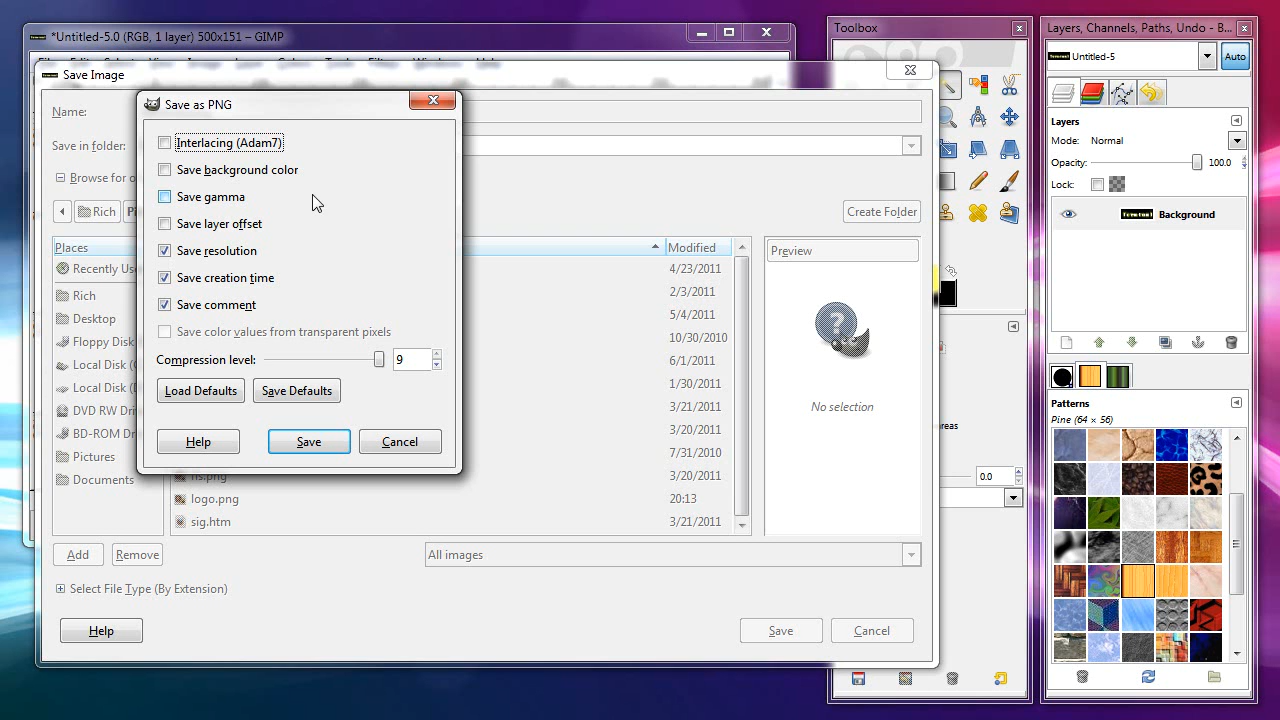 *Untitled-5.0 (RGB, 1 layer) 500x151 – GIMP
Save Image
Name:
Save in folder:
Browse for o
Rich
Create Folder
Places
Modified
Preview
Recently Use
4/23/2011
Rich
2/3/2011
Desktop
5/4/2011
Floppy Disk
10/30/2010
Local Disk (
6/1/2011
Local Disk (
1/30/2011
DVD RW Dri
3/21/2011
BD-ROM Dr
3/20/2011
Pictures
7/31/2010
Documents
3/20/2011
logo.png
20:13
sig.htm
3/21/2011
No selection
Add
Remove
All images
Select File Type (By Extension)
Help
Save
Cancel
Save as PNG
Interlacing (Adam7)
Save background color
Save gamma
Save layer offset
Save resolution
Save creation time
Save comment
Save color values from transparent pixels
Compression level:
9
Load Defaults
Save Defaults
Help
Save
Cancel
Toolbox
areas
0.0
Layers, Channels, Paths, Undo - B...
Untitled-5
Auto
Layers
Mode:
Normal
Opacity:
100.0
Lock:
Background
Patterns
Pine (64 × 56)